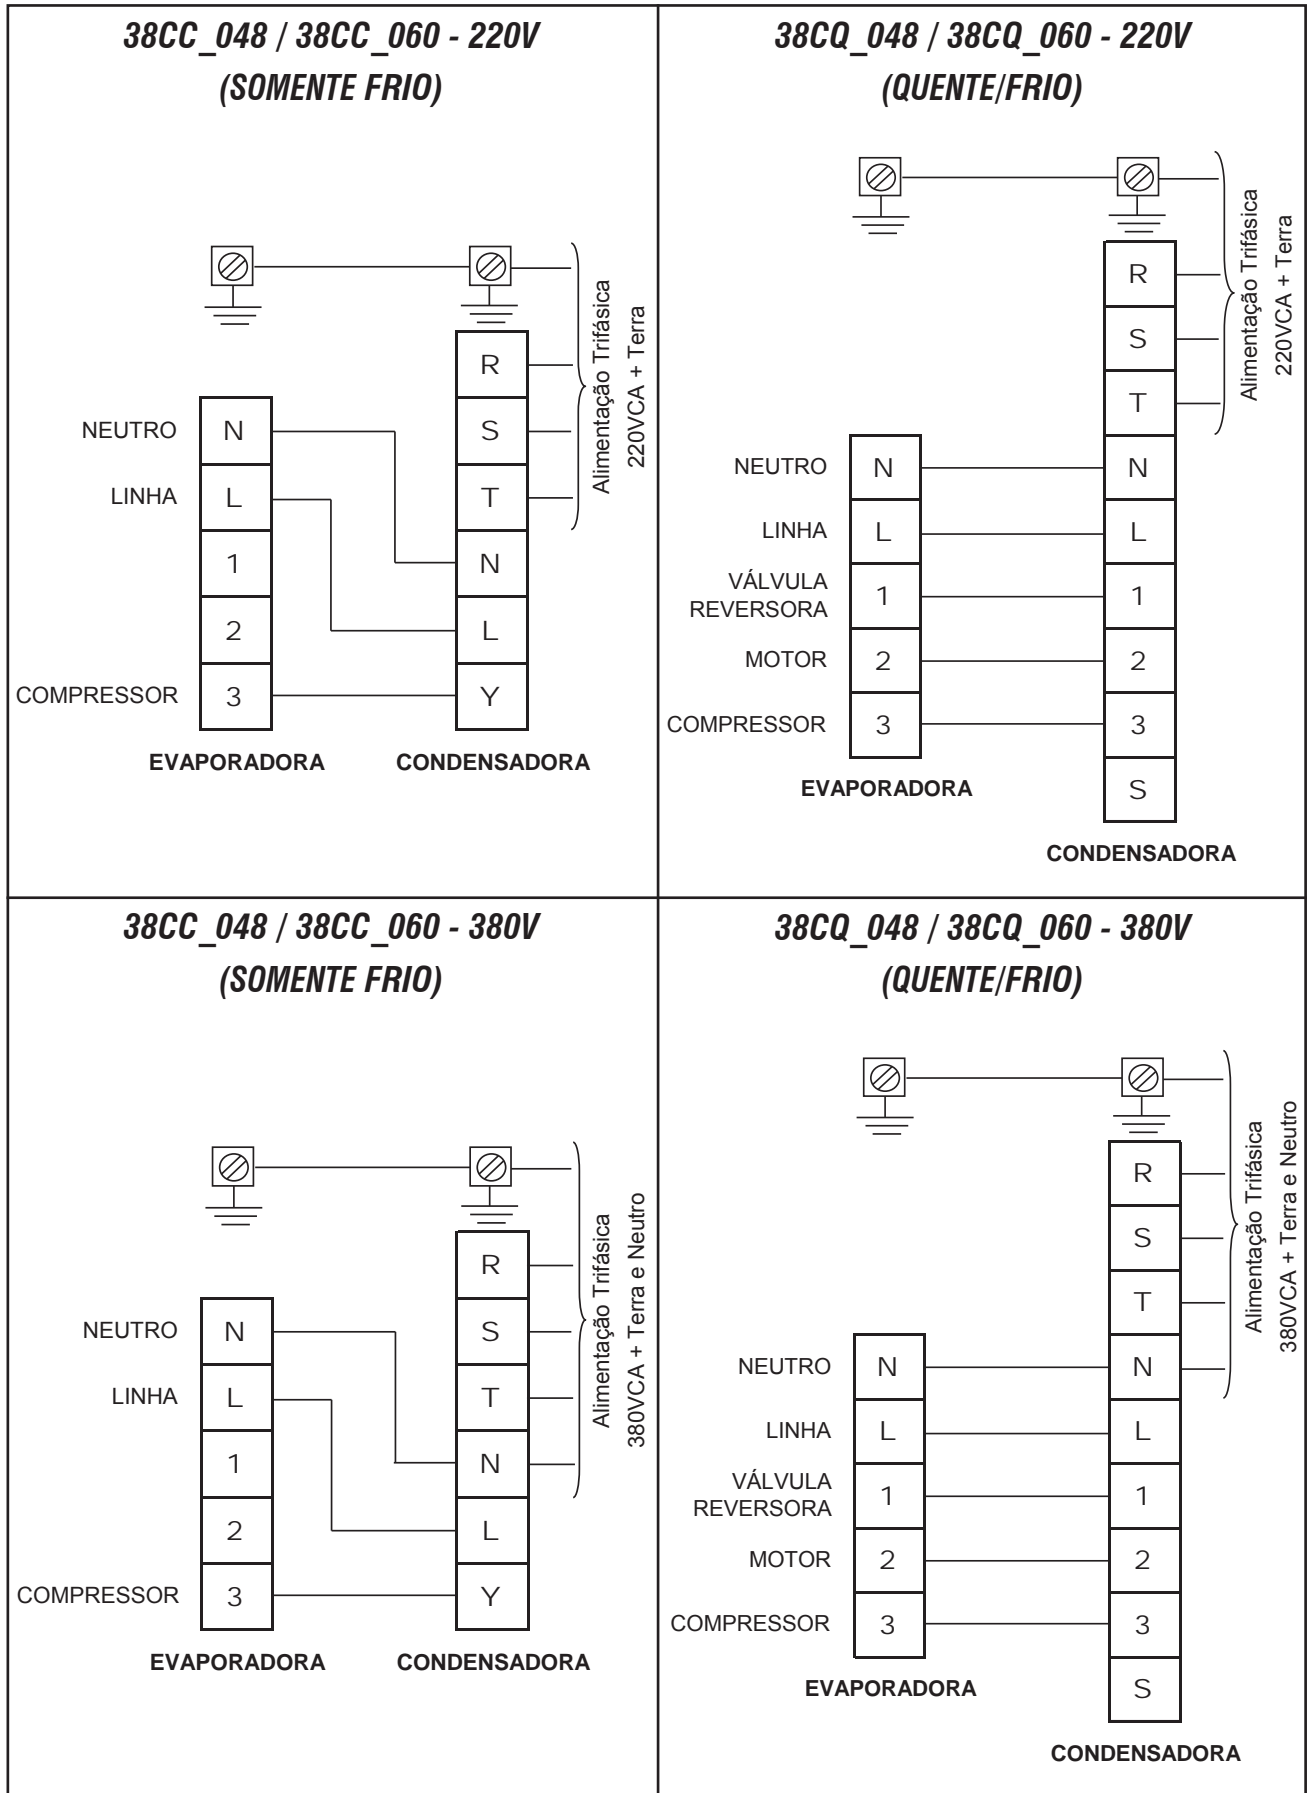 38CC_048 / 38CC_060 - 220V
(SOMENTE FRIO)
Alimentação Trifásica
220VCA + Terra
R
S
T
N
L
Y
NEUTRO
N
LINHA
L
1
2
COMPRESSOR
3
EVAPORADORA
CONDENSADORA
38CQ_048 / 38CQ_060 - 220V
(QUENTE/FRIO)
Alimentação Trifásica
220VCA + Terra
R
S
T
N
L
1
2
3
S
NEUTRO
N
LINHA
L
VÁLVULA
REVERSORA
1
MOTOR
2
COMPRESSOR
3
EVAPORADORA
CONDENSADORA
38CC_048 / 38CC_060 - 380V
(SOMENTE FRIO)
Alimentação Trifásica
380VCA + Terra e Neutro
R
S
T
N
L
Y
NEUTRO
N
LINHA
L
1
2
COMPRESSOR
3
EVAPORADORA
CONDENSADORA
38CQ_048 / 38CQ_060 - 380V
(QUENTE/FRIO)
Alimentação Trifásica
380VCA + Terra e Neutro
R
S
T
N
L
1
2
3
S
NEUTRO
N
LINHA
L
VÁLVULA
REVERSORA
1
MOTOR
2
COMPRESSOR
3
EVAPORADORA
CONDENSADORA